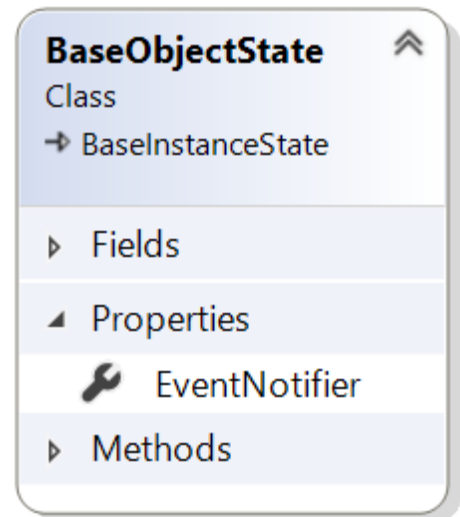 BaseObjectState
Class
BaseInstanceState
Fields
Properties
EventNotifier
Methods